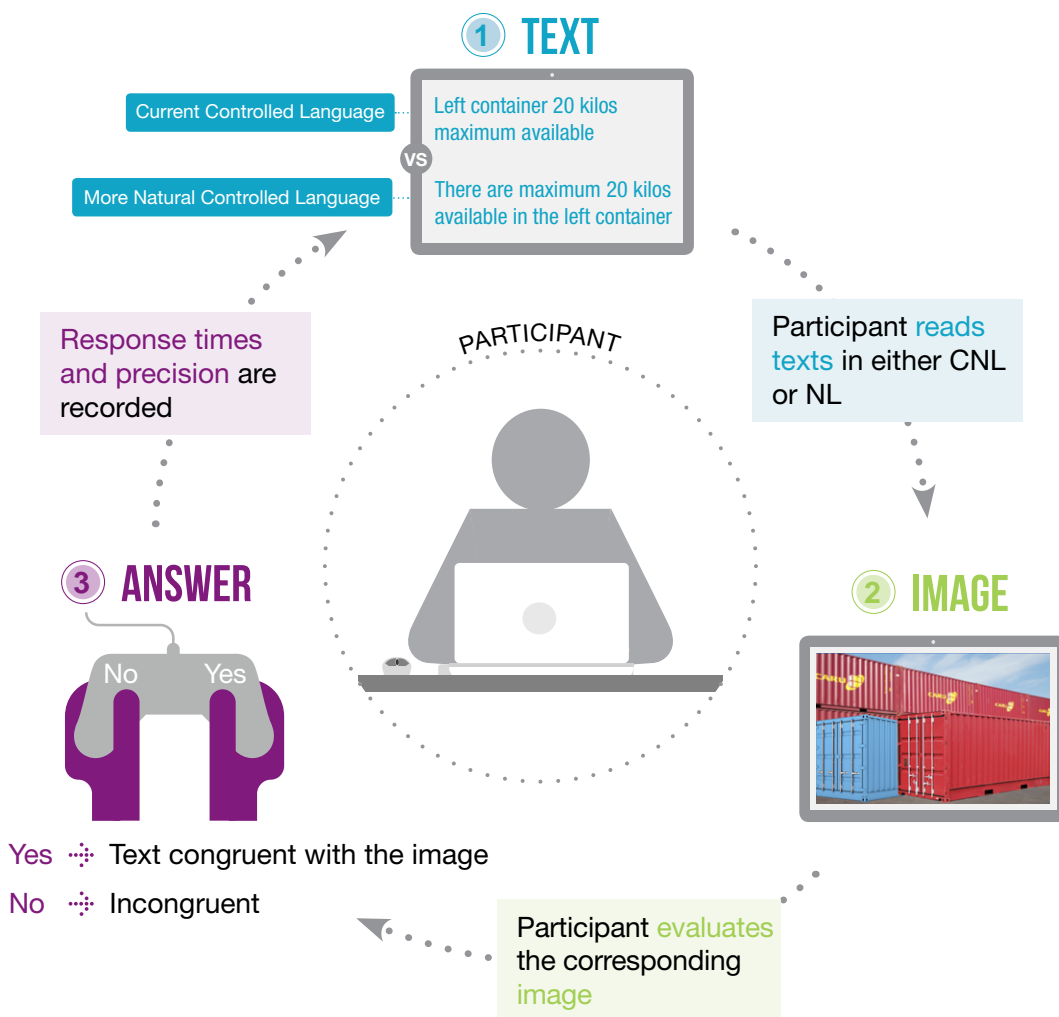 1 TEXT
Current Controlled Language
Left container 20 kilos
maximum available
VS
More Natural Controlled Language
There are maximum 20 kilos
available in the left container
Participant reads
texts in either CNL
or NL
Response times
and precision are
recorded
PARTICIPANT
2 IMAGE
CARU
CARU
3 ANSWER
No
Yes
Yes Text congruent with the image
No Incongruent
Participant evaluates
the corresponding
image